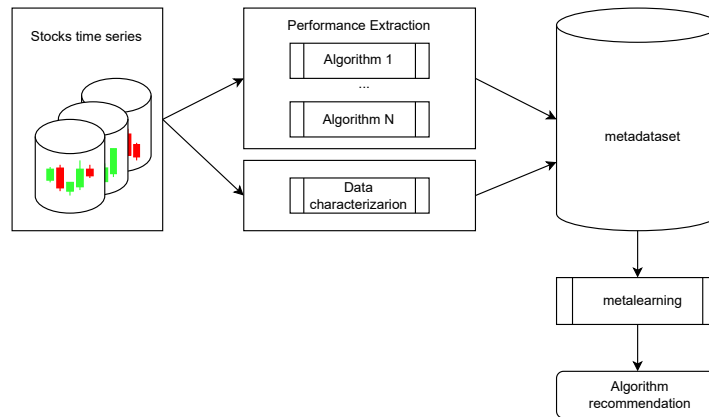 Stocks time series
Performance Extraction
Algorithm 1
...
Algorithm N
Data
characterizarion
metadataset
metalearning
Algorithm
recommendation